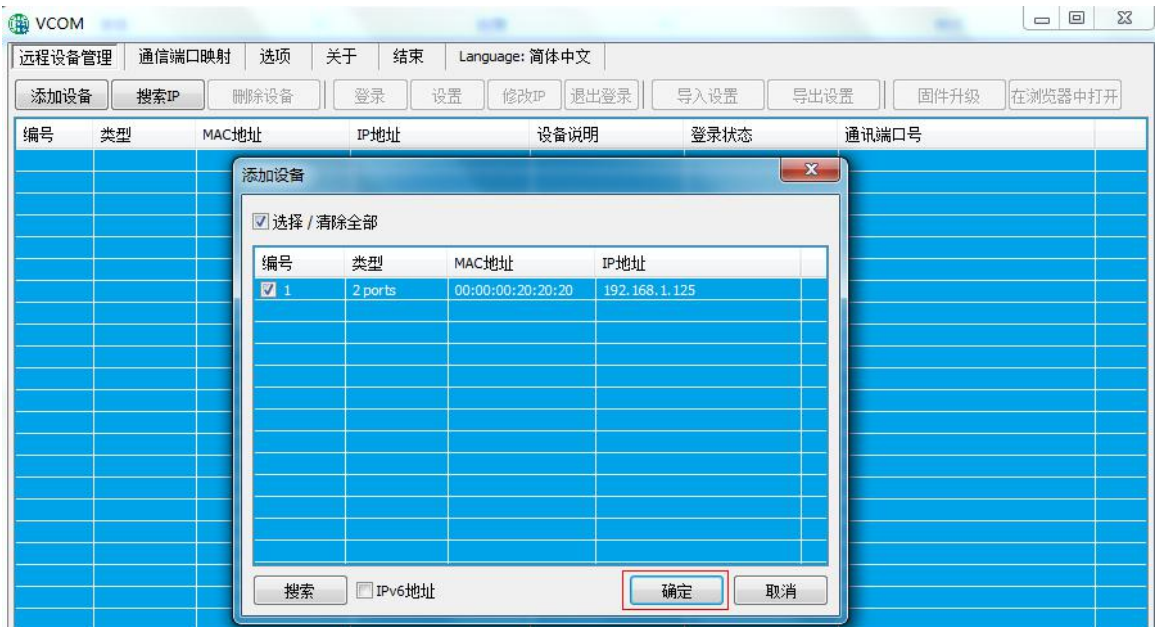 VCOM
远程设备管理 通信端口映射 选项 关于 结束 Language: 简体中文
添加设备 搜索IP 删除设备 登录 设置 修改IP 退出登录 导入设置 导出设置 固件升级 在浏览器中打开
编号 类型 MAC地址 IP地址 设备说明 登录状态 通讯端口号
添加设备
选择 / 清除全部
编号 类型 MAC地址 IP地址
1 2 ports 00:00:00:20:20:20 192.168.1.125
搜索 IPv6地址 确定 取消